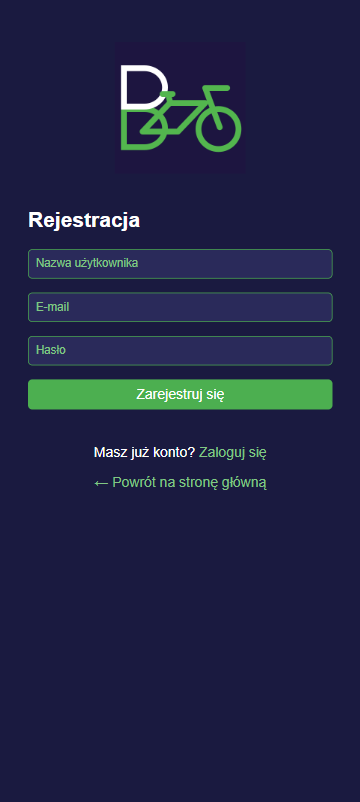 Rejestracja
Nazwa użytkownika
E-mail
Hasło
Zarejestruj się
Masz już konto? Zaloguj się
← Powrót na stronę główną